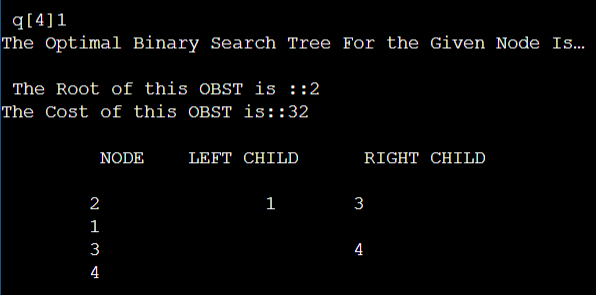 q[4]1
The Optimal Binary Search Tree For the Given Node Is…
The Root of this OBST is ::2
The Cost of this OBST is::32
NODE LEFT CHILD RIGHT CHILD
2 1 3
1
3 4
4